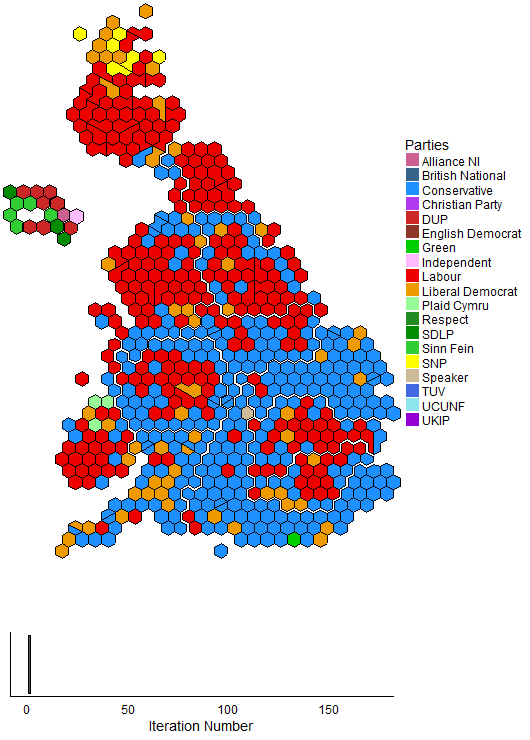 Parties
Alliance NI
British National
Conservative
Christian Party
DUP
English Democrat
Green
Independent
Labour
Liberal Democrat
Plaid Cymru
Respect
SDLP
Sinn Fein
SNP
Speaker
TUV
UCUNF
UKIP
0 50 100 150
Iteration Number